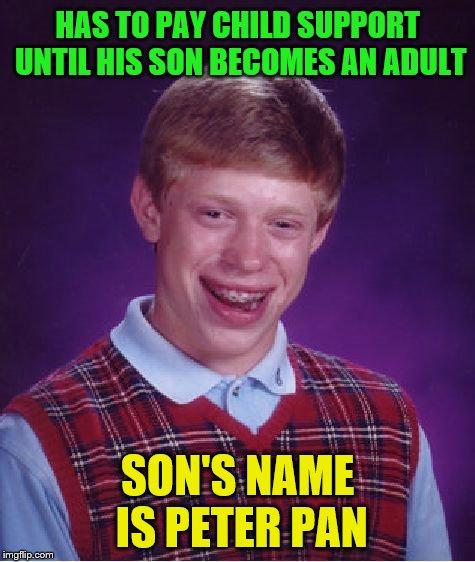 HAS TO PAY CHILD SUPPORT
UNTIL HIS SON BECOMES AN ADULT
SON'S NAME
IS PETER PAN
imgflip.com